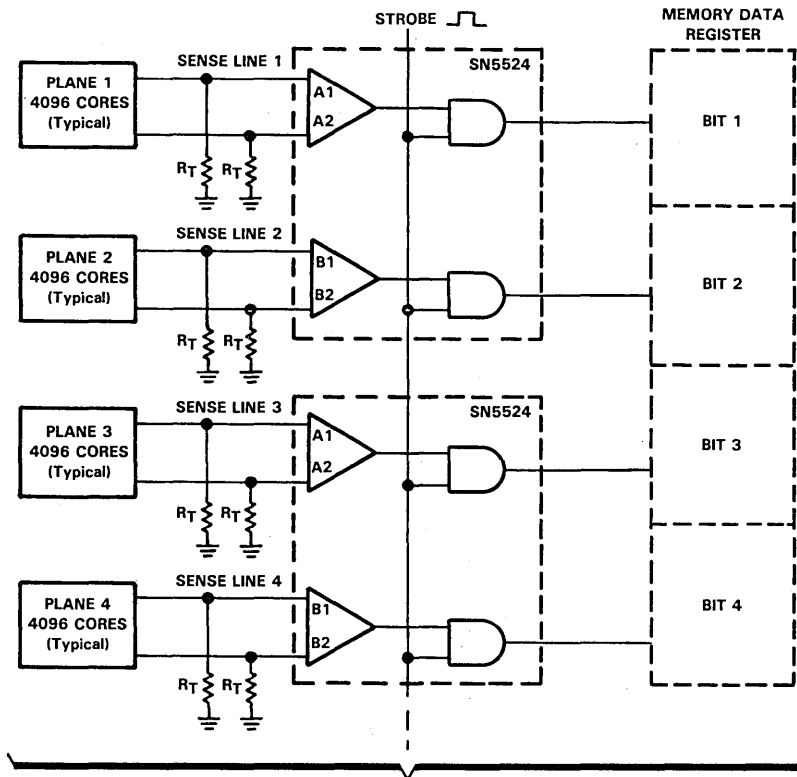 STROBE
MEMORY DATA
REGISTER
SENSE LINE 1
SN5524
PLANE 1
4096 CORES
(Typical)
A1
A2
RT
RT
BIT 1
SENSE LINE 2
PLANE 2
4096 CORES
(Typical)
B1
B2
RT
RT
BIT 2
SENSE LINE 3
SN5524
PLANE 3
4096 CORES
(Typical)
A1
A2
RT
RT
BIT 3
SENSE LINE 4
PLANE 4
4096 CORES
(Typical)
B1
B2
RT
RT
BIT 4